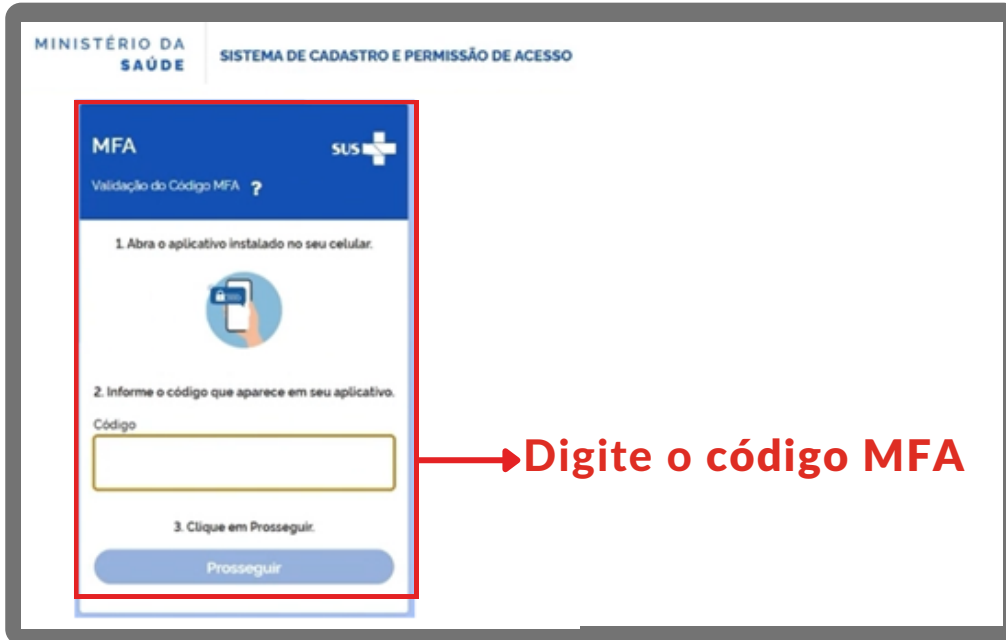 MINISTÉRIO DA
SAÚDE
SISTEMA DE CADASTRO E PERMISSÃO DE ACESSO
MFA
SUS
Validação do Código MFA ?
1. Abra o aplicativo instalado no seu celular.
2. Informe o código que aparece em seu aplicativo.
Código
Digite o código MFA
3. Clique em Prosseguir.
Prosseguir